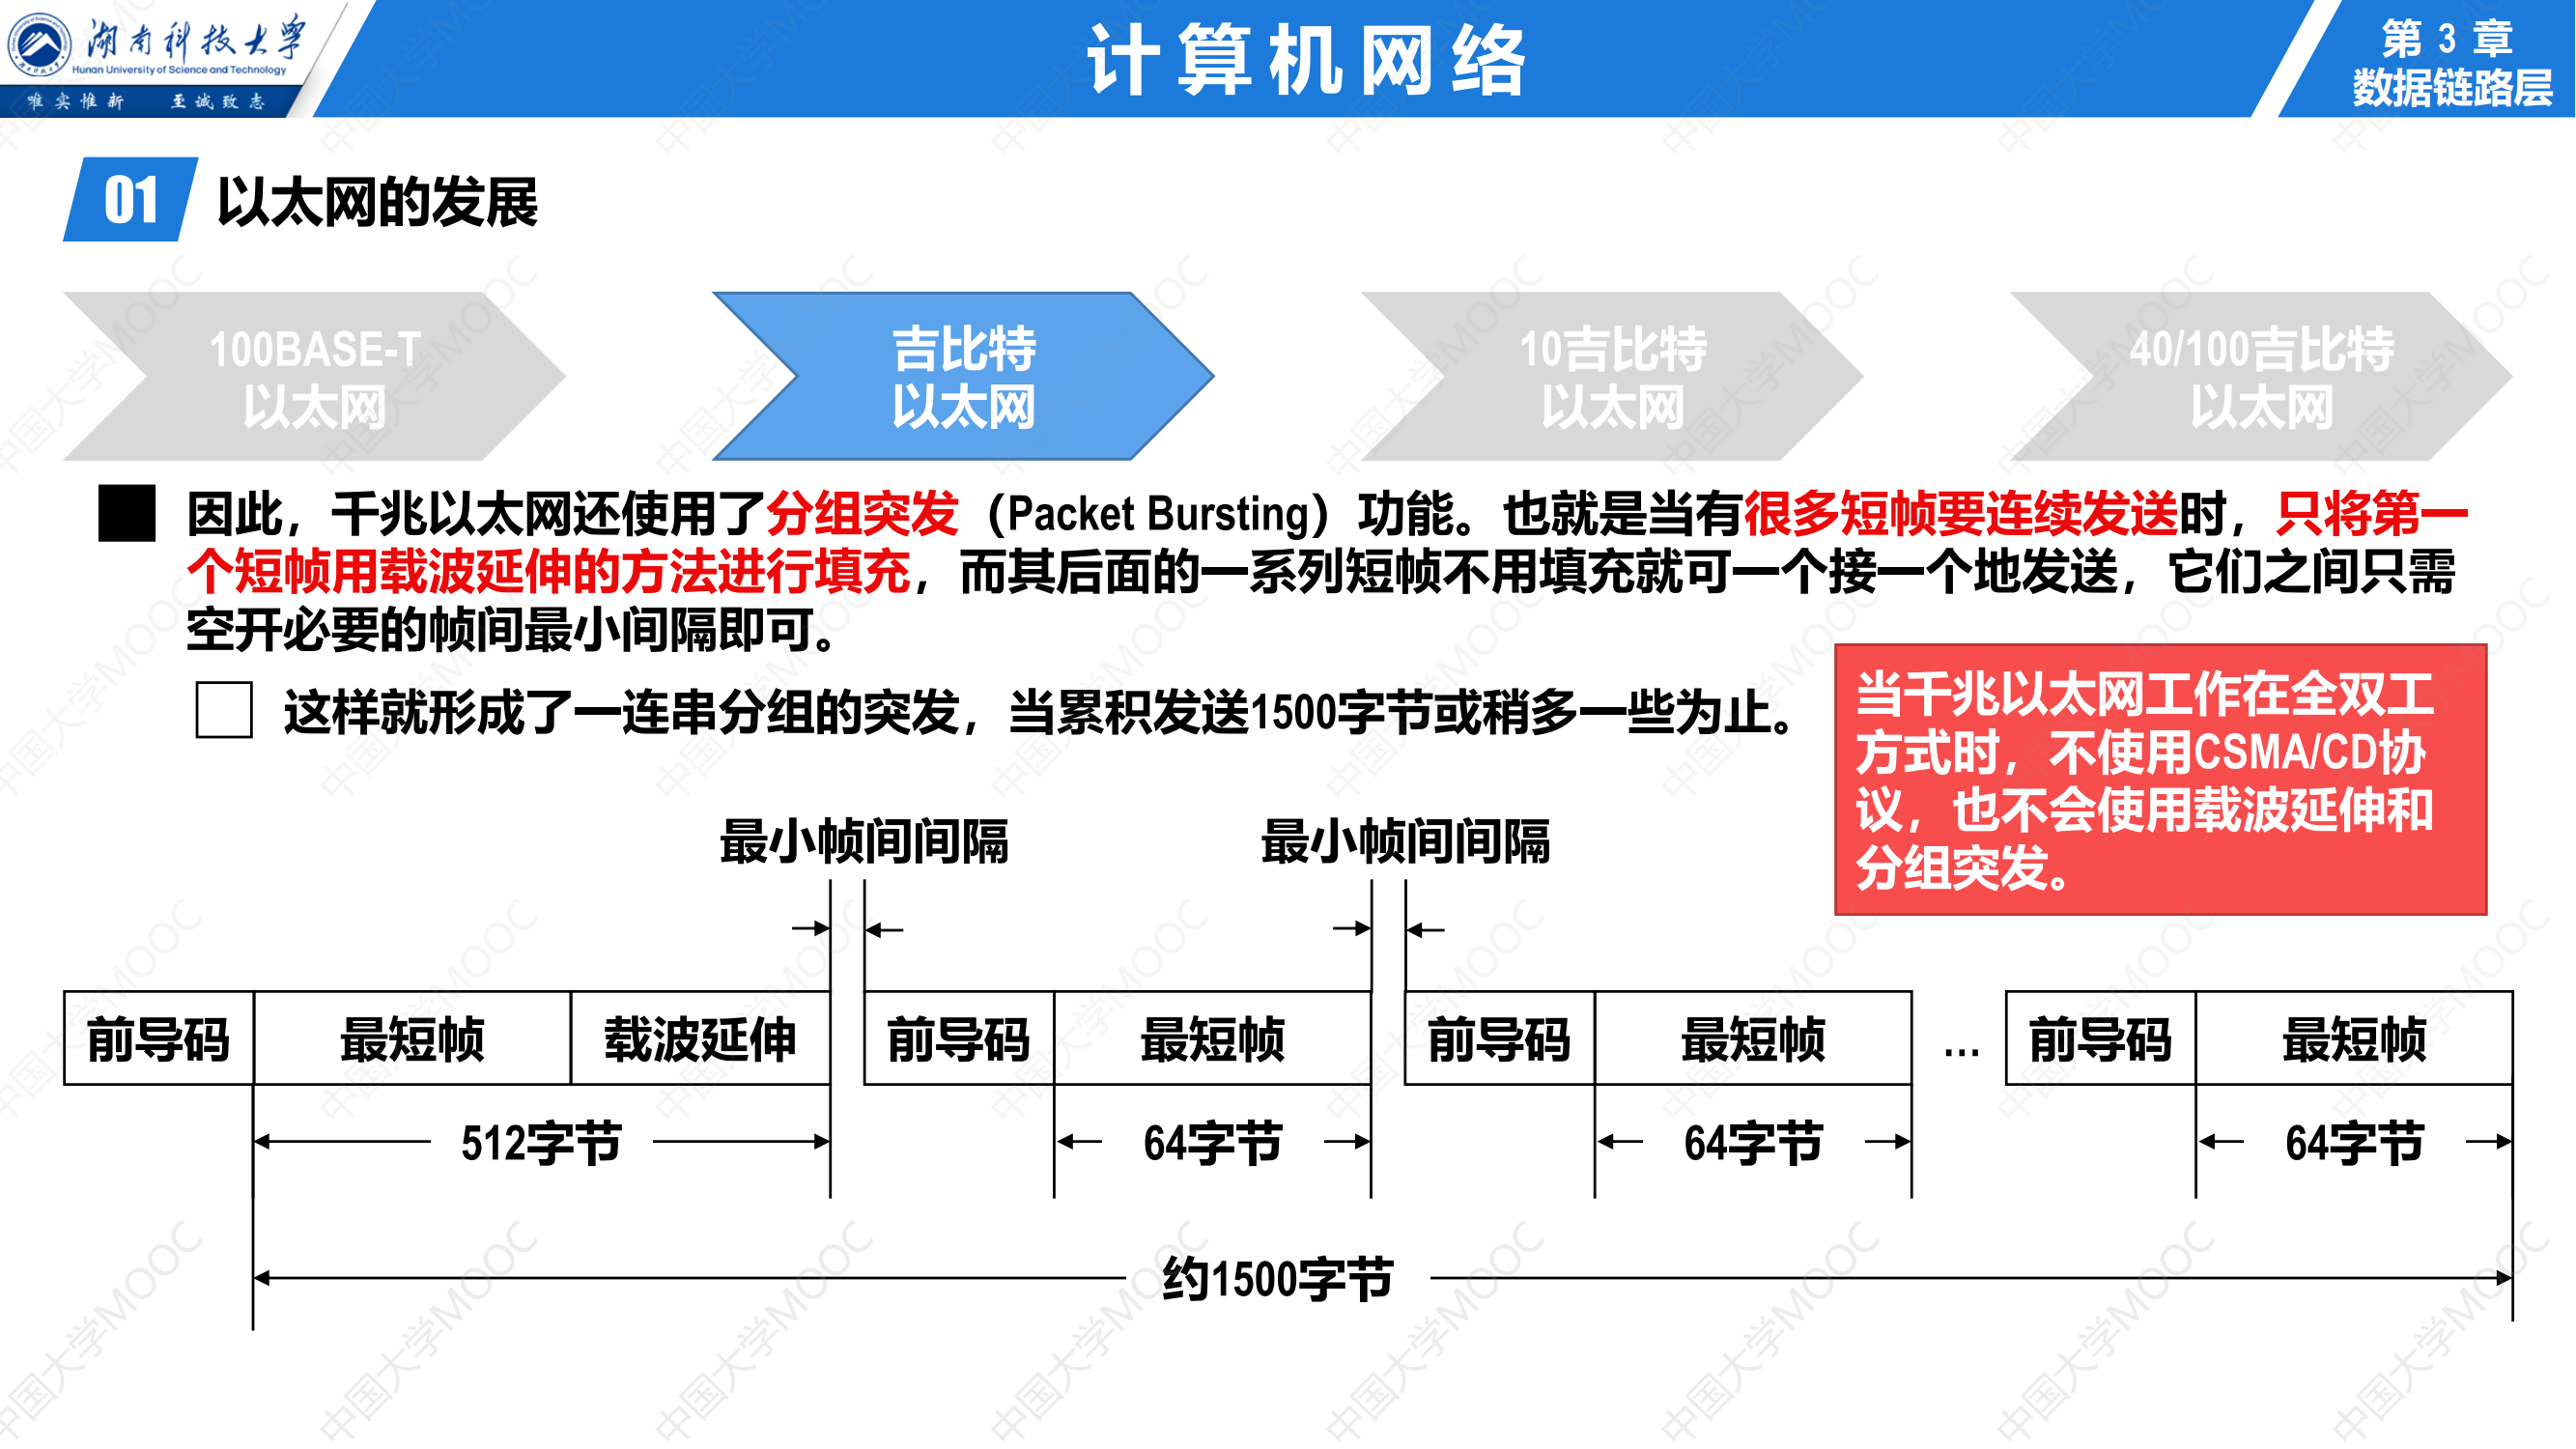 湖南科技大学
Hunan University of Science and Technology
唯实惟新 至诚致志
计算机网络
第 3 章
数据链路层
01 以太网的发展
100BASE-T
以太网
吉比特
以太网
10吉比特
以太网
40/100吉比特
以太网
因此，千兆以太网还使用了分组突发（Packet Bursting）功能。也就是当有很多短帧要连续发送时，只将第一
个短帧用载波延伸的方法进行填充，而其后面的一系列短帧不用填充就可一个接一个地发送，它们之间只需
空开必要的帧间最小间隔即可。
这样就形成了一连串分组的突发，当累积发送1500字节或稍多一些为止。
当千兆以太网工作在全双工
方式时，不使用CSMA/CD协
议，也不会使用载波延伸和
分组突发。
最小帧间间隔 最小帧间间隔
前导码 最短帧 载波延伸 前导码 最短帧 前导码 最短帧 … 前导码 最短帧
512字节 64字节 64字节 64字节
约1500字节
中国大学MOOC